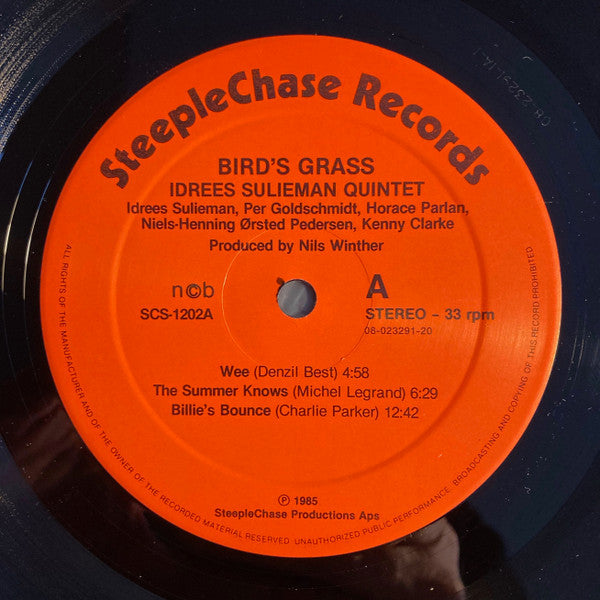 SteepleChase Records
BIRD'S GRASS
IDREES SULIEMAN QUINTET
Idrees Sulieman, Per Goldschmidt, Horace Parlan,
Niels-Henning Ørsted Pedersen, Kenny Clarke
Produced by Nils Winther
n©b
SCS-1202A
A
STEREO – 33 rpm
08-023291-20
Wee (Denzil Best) 4:58
The Summer Knows (Michel Legrand) 6:29
Billie's Bounce (Charlie Parker) 12:42
℗ 1985
SteepleChase Productions Aps
ALL RIGHTS OF THE MANUFACTURER AND OF THE OWNER OF THE RECORDED MATERIAL RESERVED. UNAUTHORIZED PUBLIC PERFORMANCE, BROADCASTING AND COPYING OF THIS RECORD PROHIBITED